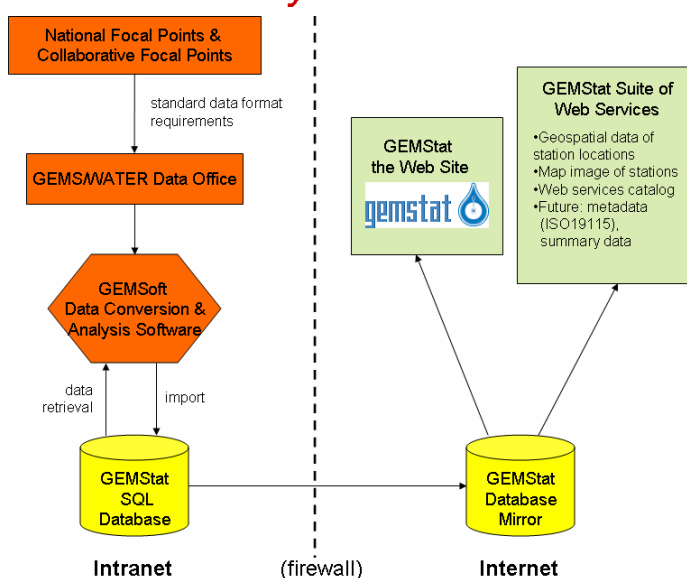 National Focal Points &
Collaborative Focal Points
standard data format
requirements
GEMS/WATER Data Office
GEMSoft
Data Conversion &
Analysis Software
data
retrieval
import
GEMStat
SQL
Database
Intranet
(firewall)
GEMStat
the Web Site
gemstat
GEMStat Suite of
Web Services
•Geospatial data of
station locations
•Map image of stations
•Web services catalog
•Future: metadata
(ISO19115),
summary data
GEMStat
Database
Mirror
Internet